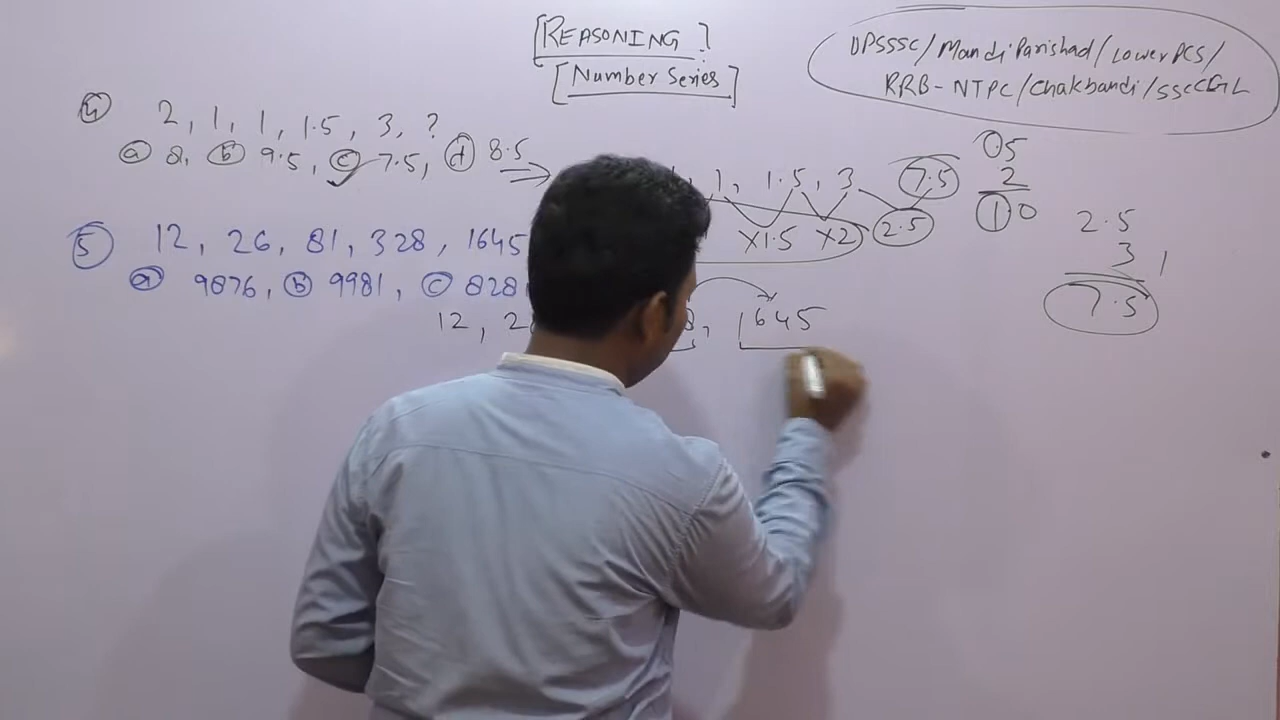 [REASONING]
[Number Series]
UPSSSC/Mandi Parishad/Lower PCS/
RRB-NTPC/Chakbandi/SSC CGL
4 2, 1, 1, 1.5, 3, ?
a 8, b 9.5, c 7.5, d 8.5
1, 1.5, 3 7.5
×1.5 ×2 2.5
05
2
10
2.5
3 1
7.5
5 12, 26, 81, 328, 1645
a 9876, b 9981, c 828
12, 2 8, 1645